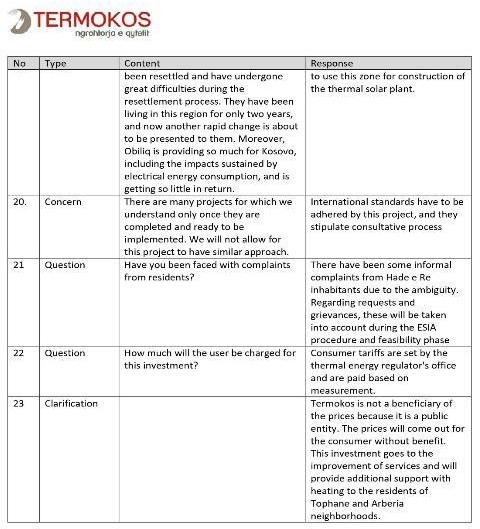 TERMOKOS
ngrohtorja e qytetit
No Type Content Response
been resettled and have undergone
great difficulties during the
resettlement process. They have been
living in this region for only two years,
and now another rapid change is about
to be presented to them. Moreover,
Obiliq is providing so much for Kosovo,
including the impacts sustained by
electrical energy consumption, and is
getting so little in return.
to use this zone for construction of
the thermal solar plant.
20. Concern
There are many projects for which we
understand only once they are
completed and ready to be
implemented. We will not allow for
this project to have similar approach.
International standards have to be
adhered by this project, and they
stipulate consultative process
21 Question
Have you been faced with complaints
from residents?
There have been some informal
complaints from Hade e Re
inhabitants due to the ambiguity.
Regarding requests and
grievances, these will be taken
into account during the ESIA
procedure and feasibility phase
22 Question
How much will the user be charged for
this investment?
Consumer tariffs are set by the
thermal energy regulator's office
and are paid based on
measurement.
23 Clarification
Termokos is not a beneficiary of
the prices because it is a public
entity. The prices will come out for
the consumer without benefit.
This investment goes to the
improvement of services and will
provide additional support with
heating to the residents of
Tophane and Arberia
neighborhoods.